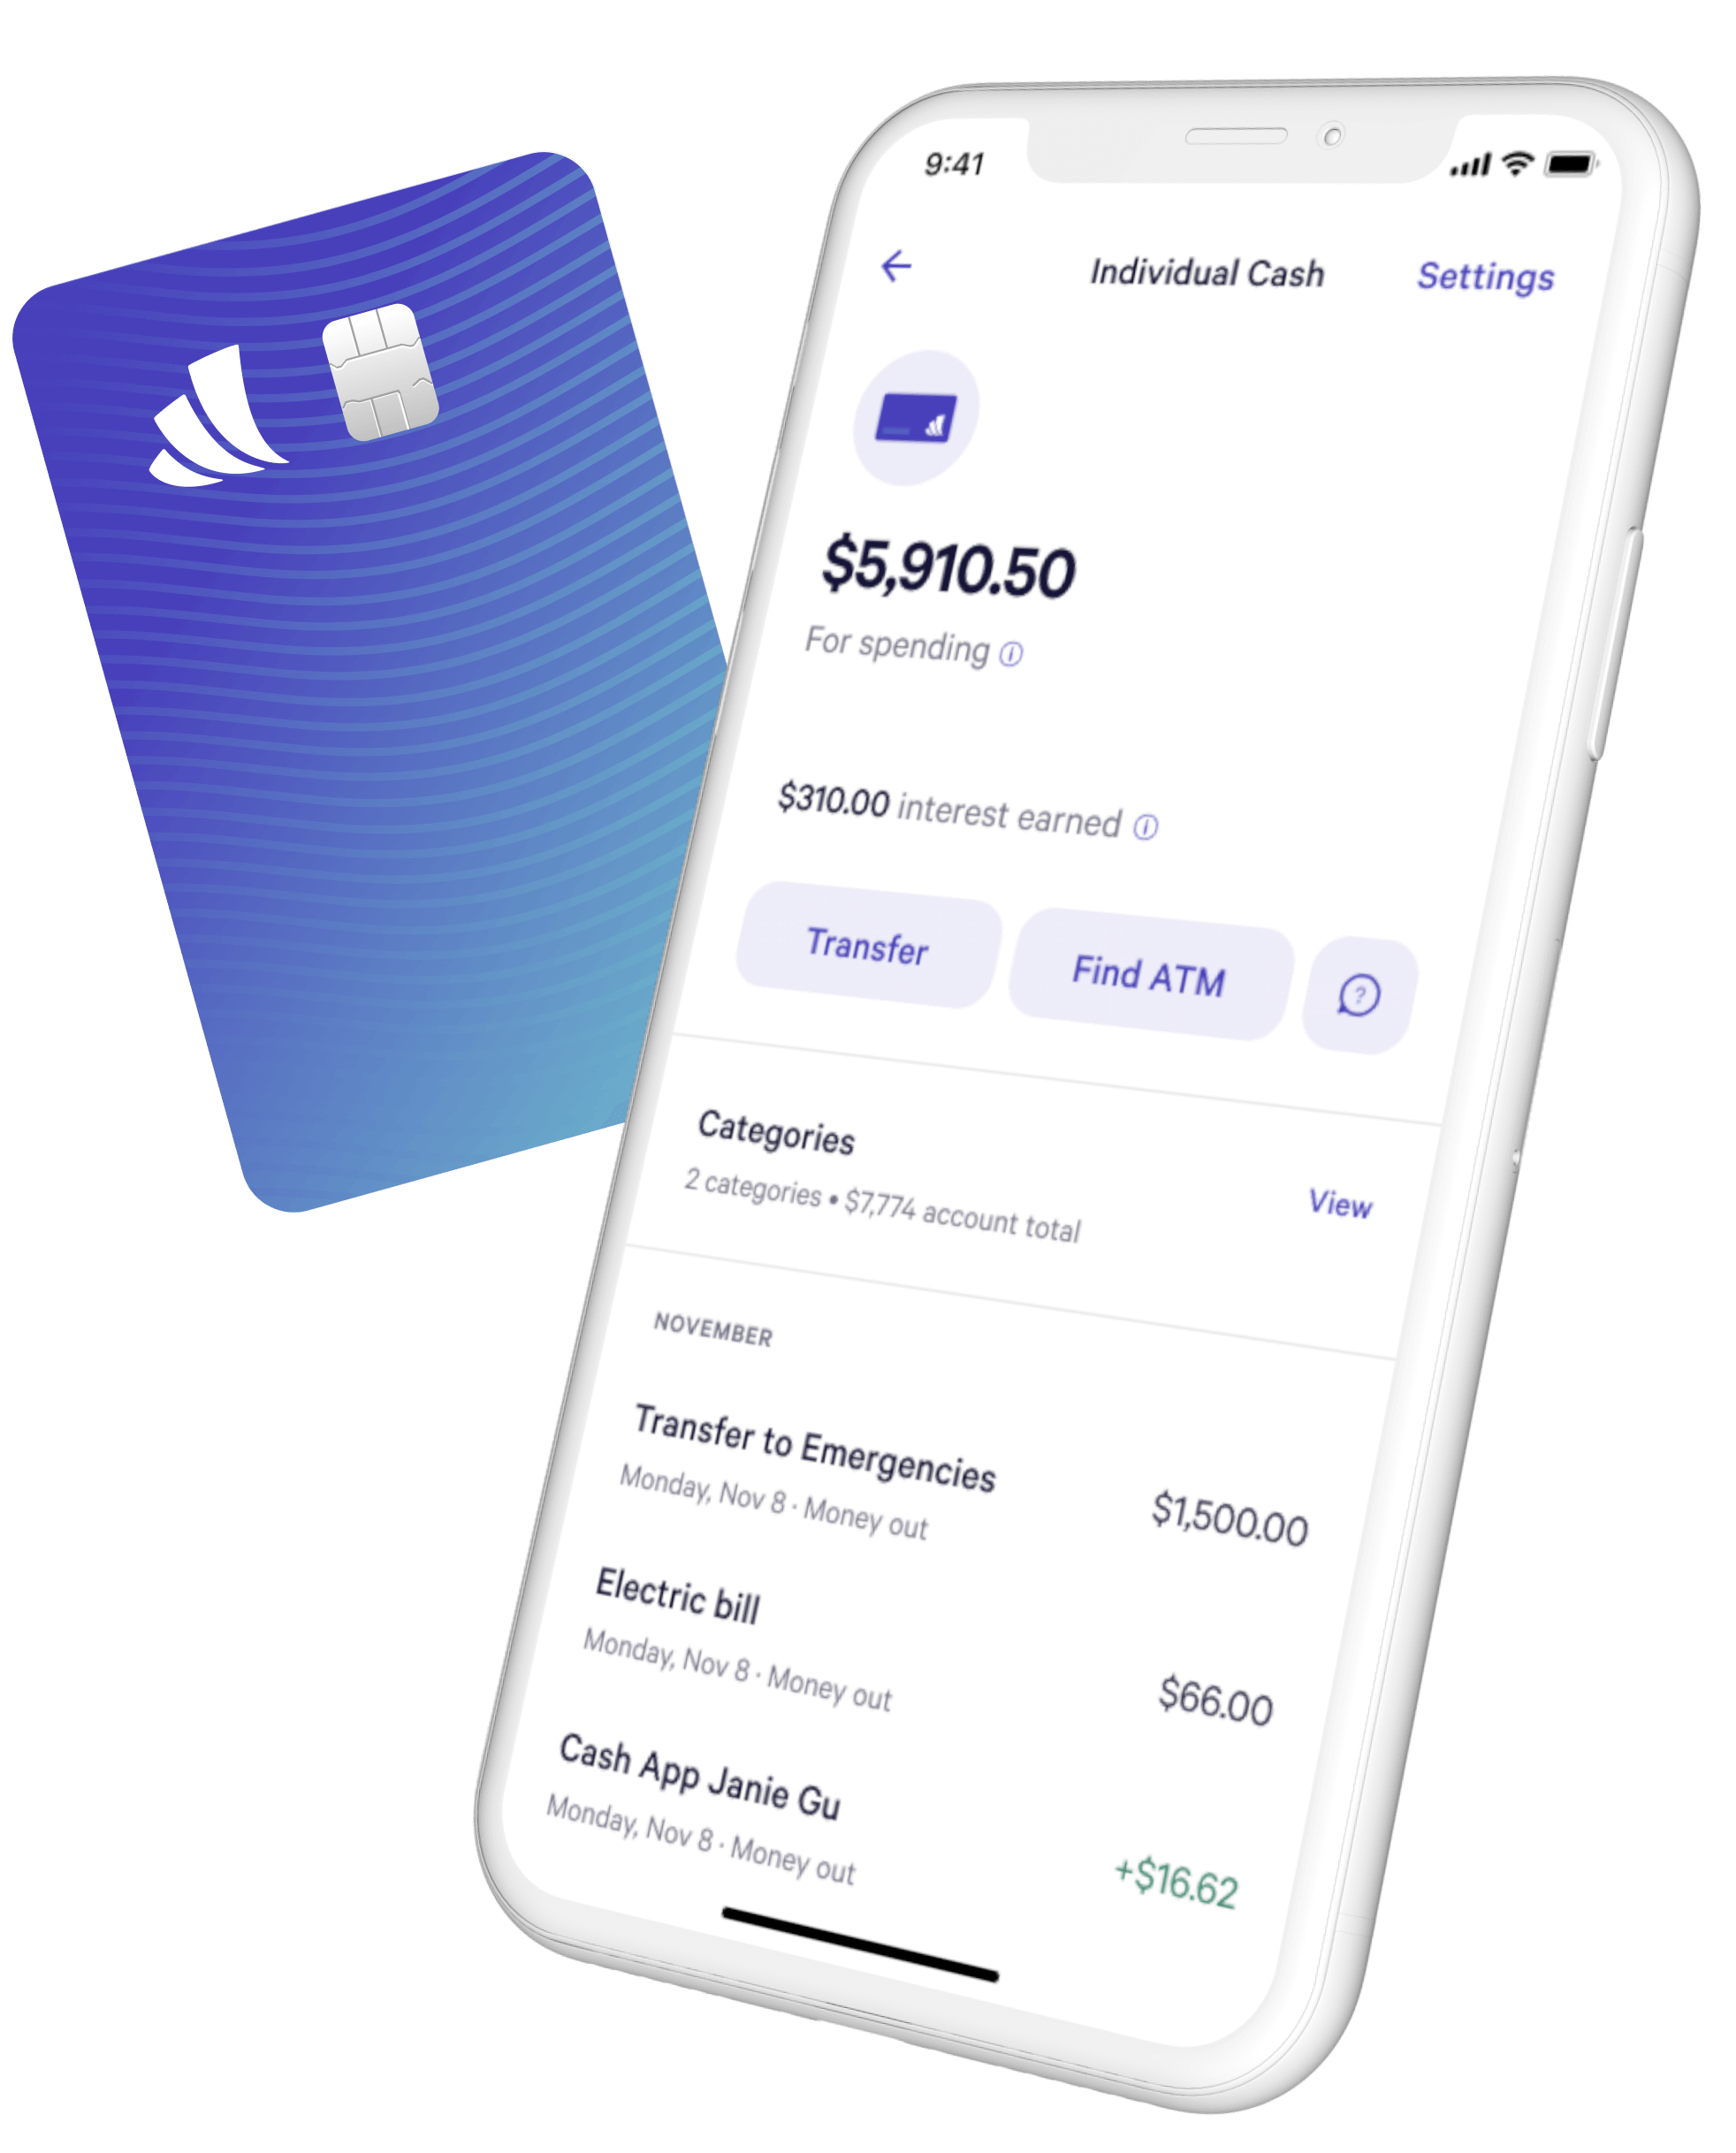 9:41
Individual Cash
Settings
$5,910.50
For spending
$310.00 interest earned
Transfer
Find ATM
?
Categories
2 categories • $7,774 account total
View
NOVEMBER
Transfer to Emergencies
Monday, Nov 8 · Money out
$1,500.00
Electric bill
Monday, Nov 8 · Money out
$66.00
Cash App Janie Gu
Monday, Nov 8 · Money out
+$16.62